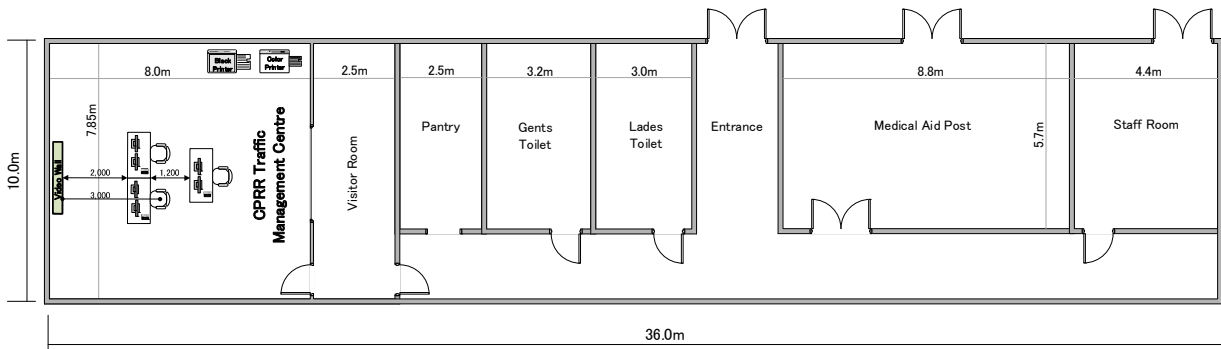 Black
Printer
Color
Printer
8.0m
2.5m
2.5m
3.2m
3.0m
8.8m
4.4m
10.0m
7.85m
CPRR Traffic
Management Centre
Visitor Room
Pantry
Gents
Toilet
Lades
Toilet
Entrance
Medical Aid Post
5.7m
Staff Room
Video Wall
2,000
1,200
3,000
36.0m